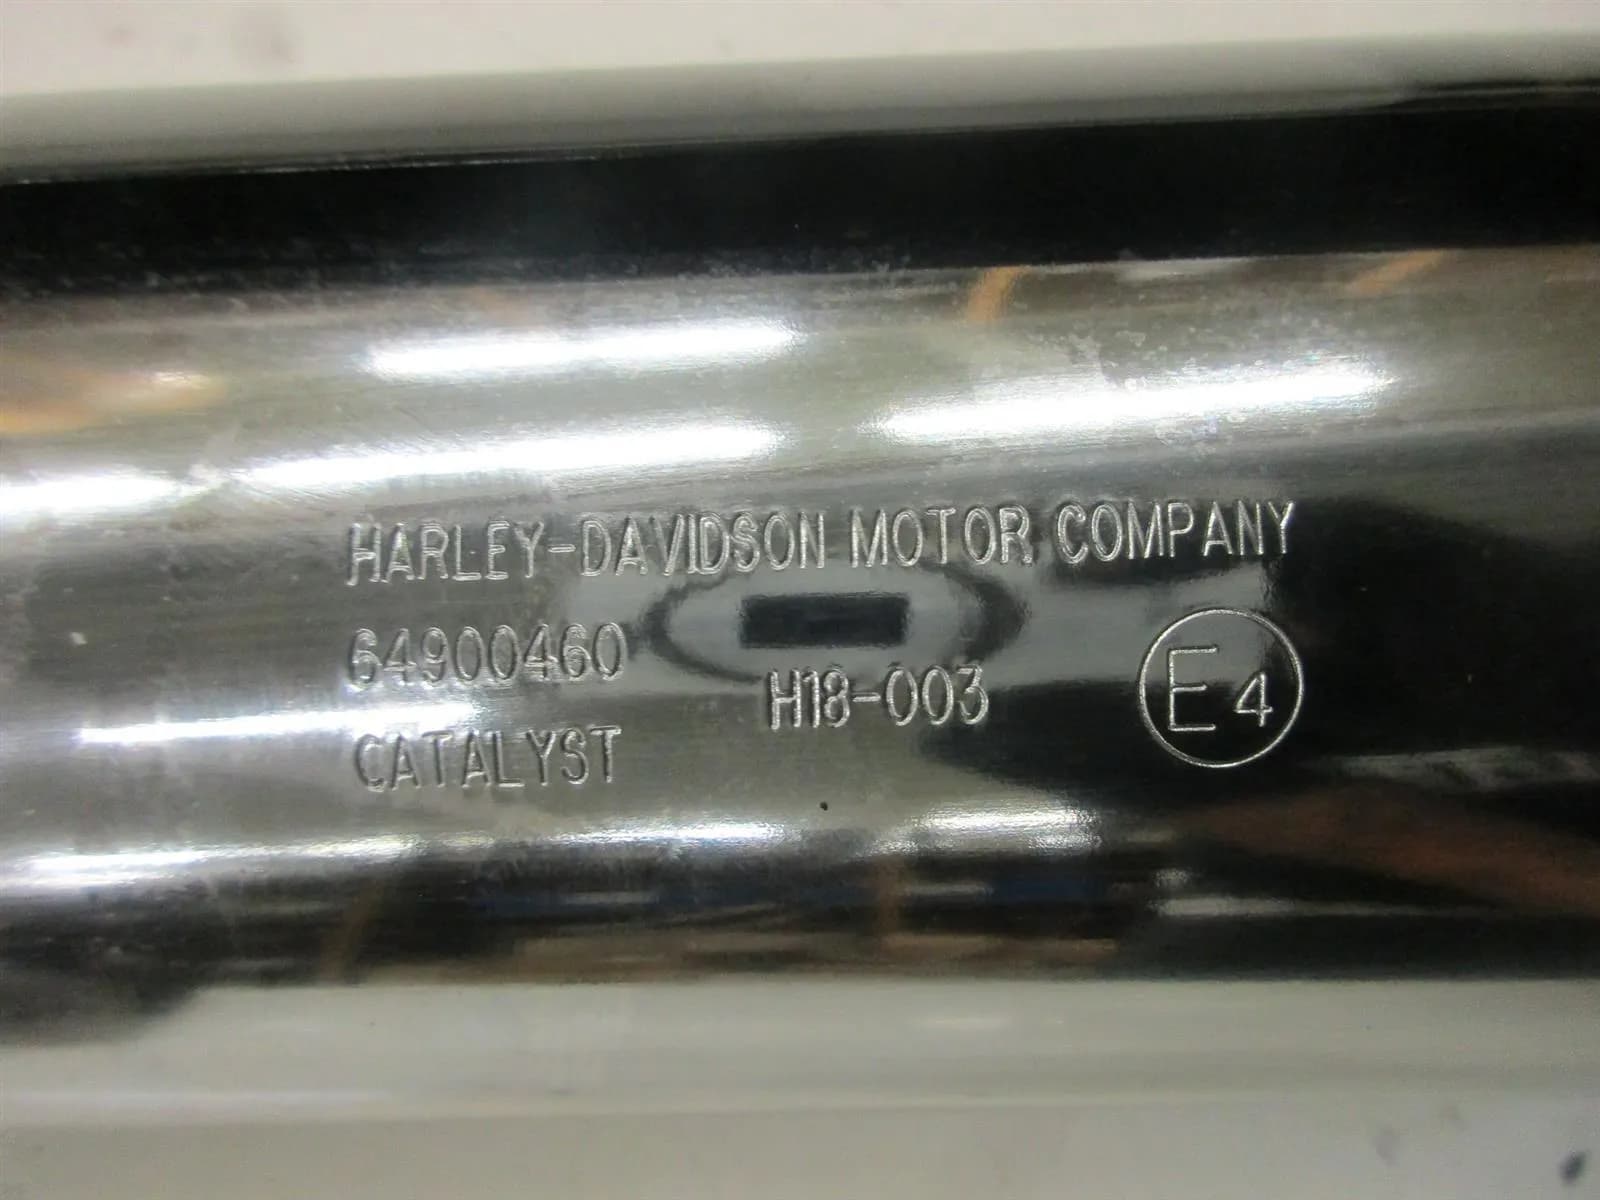 HARLEY-DAVIDSON MOTOR COMPANY
64900460
H18-003
E4
CATALYST